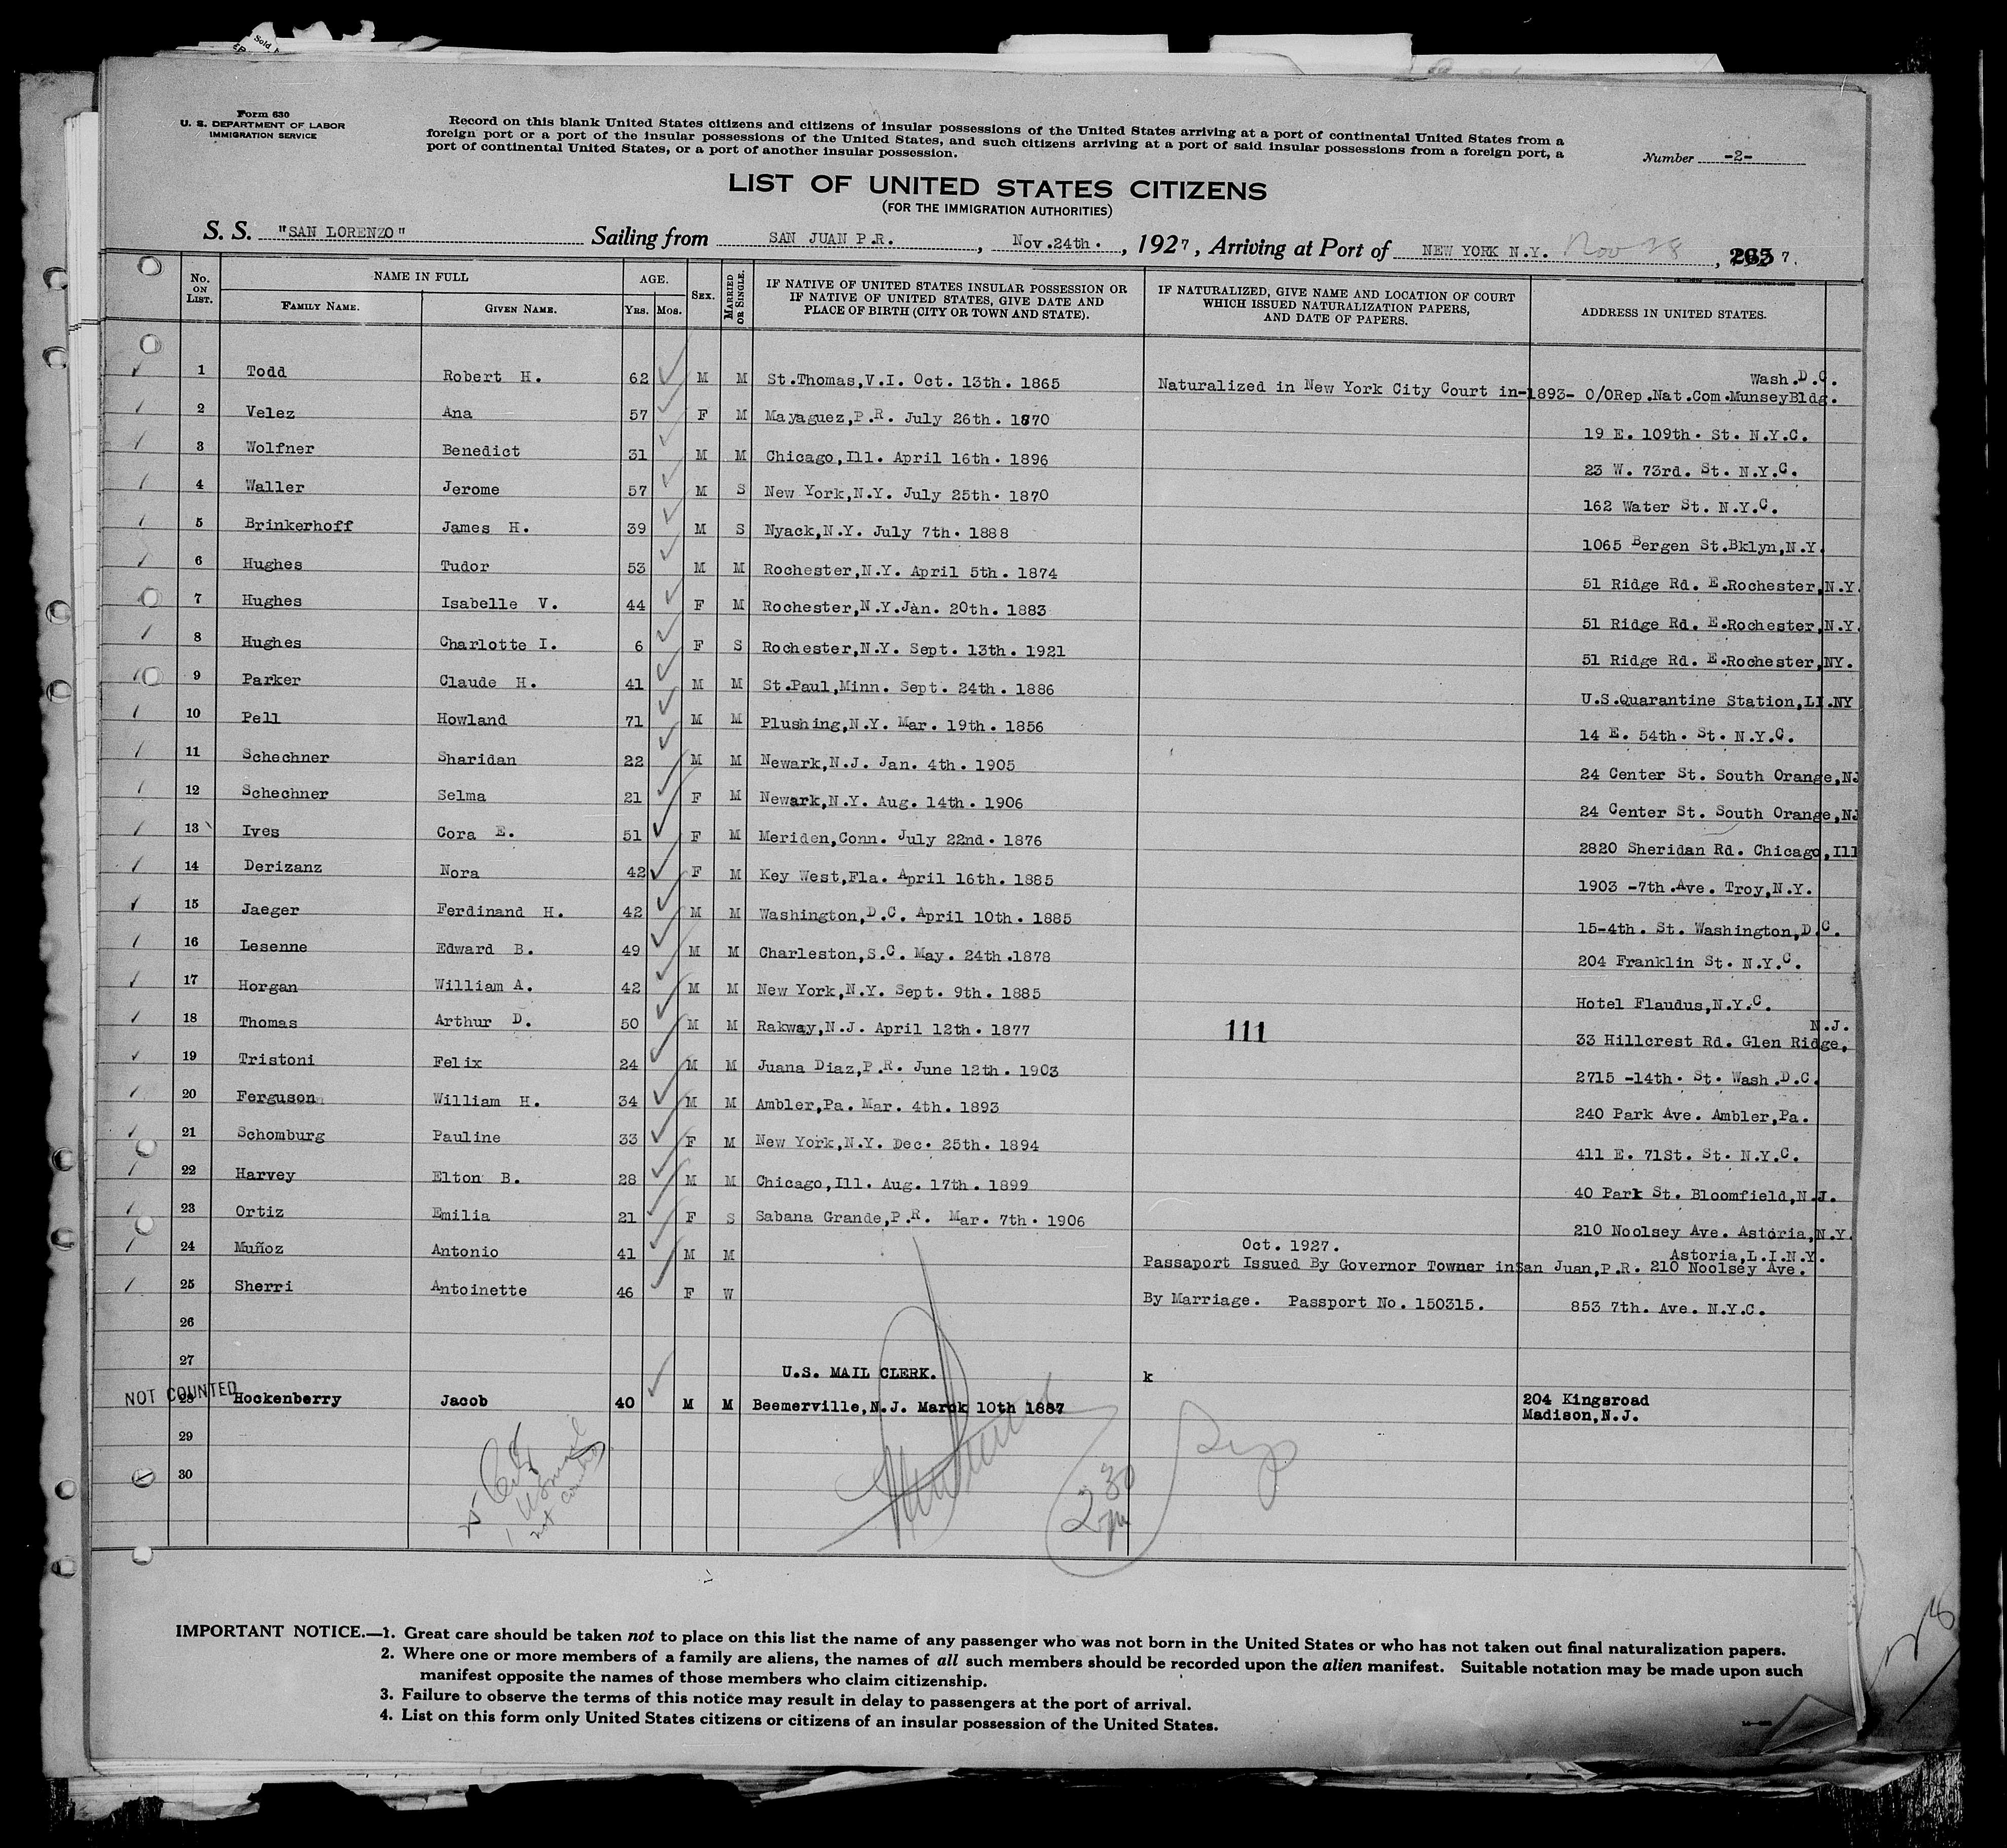 Sold
Form 630
U. S. DEPARTMENT OF LABOR
IMMIGRATION SERVICE
Record on this blank United States citizens and citizens of insular possessions of the United States arriving at a port of continental United States from a
foreign port or a port of the insular possessions of the United States, and such citizens arriving at a port of said insular possessions from a foreign port, a
port of continental United States, or a port of another insular possession.
Number -2-
LIST OF UNITED STATES CITIZENS
(FOR THE IMMIGRATION AUTHORITIES)
S. S. "SAN LORENZO" Sailing from SAN JUAN P.R. , Nov.24th. , 1927, Arriving at Port of NEW YORK N.Y. Nov 28 , 7.
No. ON LIST. NAME IN FULL FAMILY NAME. GIVEN NAME. AGE. YRS. MOS. SEX. MARRIED OR SINGLE. IF NATIVE OF UNITED STATES INSULAR POSSESSION OR IF NATIVE OF UNITED STATES, GIVE DATE AND PLACE OF BIRTH (CITY OR TOWN AND STATE). IF NATURALIZED, GIVE NAME AND LOCATION OF COURT WHICH ISSUED NATURALIZATION PAPERS, AND DATE OF PAPERS. ADDRESS IN UNITED STATES.
Wash.D.C.
1 Todd Robert H. 62 M M St.Thomas,V.I. Oct. 13th. 1865 Naturalized in New York City Court in-1893- O/ORep.Nat.Com.MunseyBldg.
2 Velez Ana 57 F M Mayaguez,P.R. July 26th. 1870 19 E. 109th. St. N.Y.C.
3 Wolfner Benedict 31 M M Chicago,Ill. April 16th. 1896 23 W. 73rd. St. N.Y.C.
4 Waller Jerome 57 M S New York,N.Y. July 25th. 1870 162 Water St. N.Y.C.
5 Brinkerhoff James H. 39 M S Nyack,N.Y. July 7th. 1888 1065 Bergen St.Bklyn,N.Y.
6 Hughes Tudor 53 M M Rochester,N.Y. April 5th. 1874 51 Ridge Rd. E.Rochester,N.Y.
7 Hughes Isabelle V. 44 F M Rochester,N.Y.Jan. 20th. 1883 51 Ridge Rd. E.Rochester,N.Y.
8 Hughes Charlotte I. 6 F S Rochester,N.Y. Sept. 13th. 1921 51 Ridge Rd. E.Rochester,NY.
9 Parker Claude H. 41 M M St.Paul,Minn. Sept. 24th. 1886 U.S.Quarantine Station,LI.NY
10 Pell Howland 71 M M Plushing,N.Y. Mar. 19th. 1856 14 E. 54th. St. N.Y.C.
11 Schechner Sharidan 22 M M Newark,N.J. Jan. 4th. 1905 24 Center St. South Orange,NJ
12 Schechner Selma 21 F M Newark,N.Y. Aug. 14th. 1906 24 Center St. South Orange,NJ
13 Ives Cora E. 51 F M Meriden,Conn. July 22nd. 1876 2820 Sheridan Rd. Chicago,Ill
14 Derizanz Nora 42 F M Key West,Fla. April 16th. 1885 1903 -7th.Ave. Troy,N.Y.
15 Jaeger Ferdinand H. 42 M M Washington,D.C. April 10th. 1885 15-4th. St. Washington,D.C.
16 Lesenne Edward B. 49 M M Charleston,S.C. May. 24th.1878 204 Franklin St. N.Y.C.
17 Horgan William A. 42 M M New York,N.Y. Sept. 9th. 1885 Hotel Flaudus,N.Y.C.
N.J.
18 Thomas Arthur D. 50 M M Rakway,N.J. April 12th. 1877 111 33 Hillcrest Rd. Glen Ridge,
19 Tristoni Felix 24 M M Juana Diaz,P.R. June 12th. 1903 2715 -14th. St. Wash.D.C.
20 Ferguson William H. 34 M M Ambler,Pa. Mar. 4th. 1893 240 Park Ave. Ambler,Pa.
21 Schomburg Pauline 33 F M New York,N.Y. Dec. 25th. 1894 411 E. 71St. St. N.Y.C.
22 Harvey Elton B. 28 M M Chicago,Ill. Aug. 17th. 1899 40 Park St. Bloomfield,N.J.
23 Ortiz Emilia 21 F S Sabana Grande,P.R. Mar. 7th. 1906 210 Noolsey Ave. Astoria,N.Y.
Oct. 1927. Astoria,L.I.N.Y.
24 Muñoz Antonio 41 M M Passaport Issued By Governor Towner inSan Juan,P.R. 210 Noolsey Ave.
25 Sherri Antoinette 46 F W By Marriage. Passport No. 150315. 853 7th. Ave. N.Y.C.
26
27 U.S. MAIL CLERK. k
NOT COUNTED 28 Hockenberry Jacob 40 M M Beemerville,N.J. Marck 10th 1887 204 Kingsroad
Madison,N.J.
29
30
not counted
2 30 pm
IMPORTANT NOTICE.—1. Great care should be taken not to place on this list the name of any passenger who was not born in the United States or who has not taken out final naturalization papers.
2. Where one or more members of a family are aliens, the names of all such members should be recorded upon the alien manifest. Suitable notation may be made upon such
manifest opposite the names of those members who claim citizenship.
3. Failure to observe the terms of this notice may result in delay to passengers at the port of arrival.
4. List on this form only United States citizens or citizens of an insular possession of the United States.